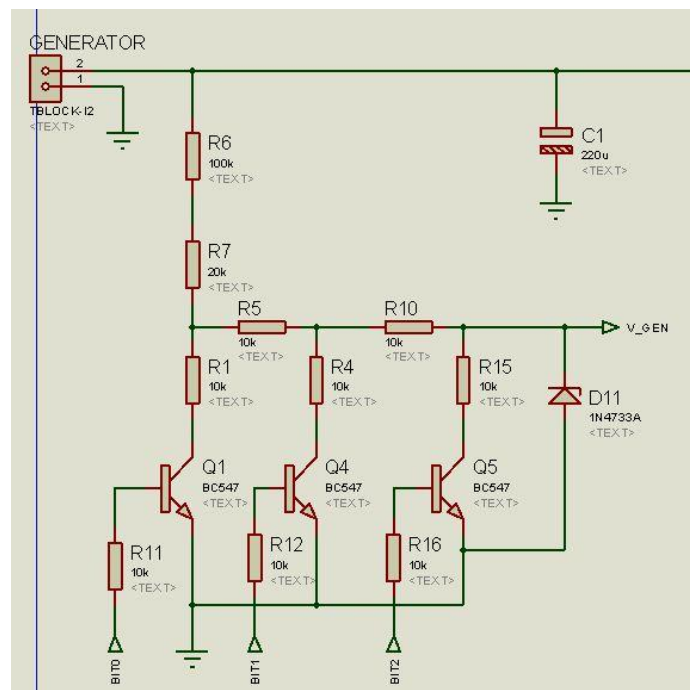 GENERATOR
2
1
TBLOCK-I2
<TEXT>
R6
100k
<TEXT>
C1
220u
<TEXT>
R7
20k
<TEXT>
R5
10k
<TEXT>
R10
10k
<TEXT>
V_GEN
R1
10k
<TEXT>
R4
10k
<TEXT>
R15
10k
<TEXT>
D11
1N4733A
<TEXT>
Q1
BC547
<TEXT>
Q4
BC547
<TEXT>
Q5
BC547
<TEXT>
R11
10k
<TEXT>
R12
10k
<TEXT>
R16
10k
<TEXT>
BIT0
BIT1
BIT2